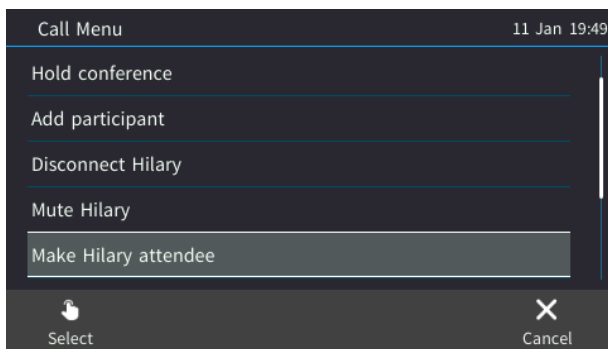 Call Menu 11 Jan 19:49
Hold conference
Add participant
Disconnect Hilary
Mute Hilary
Make Hilary attendee
Select Cancel